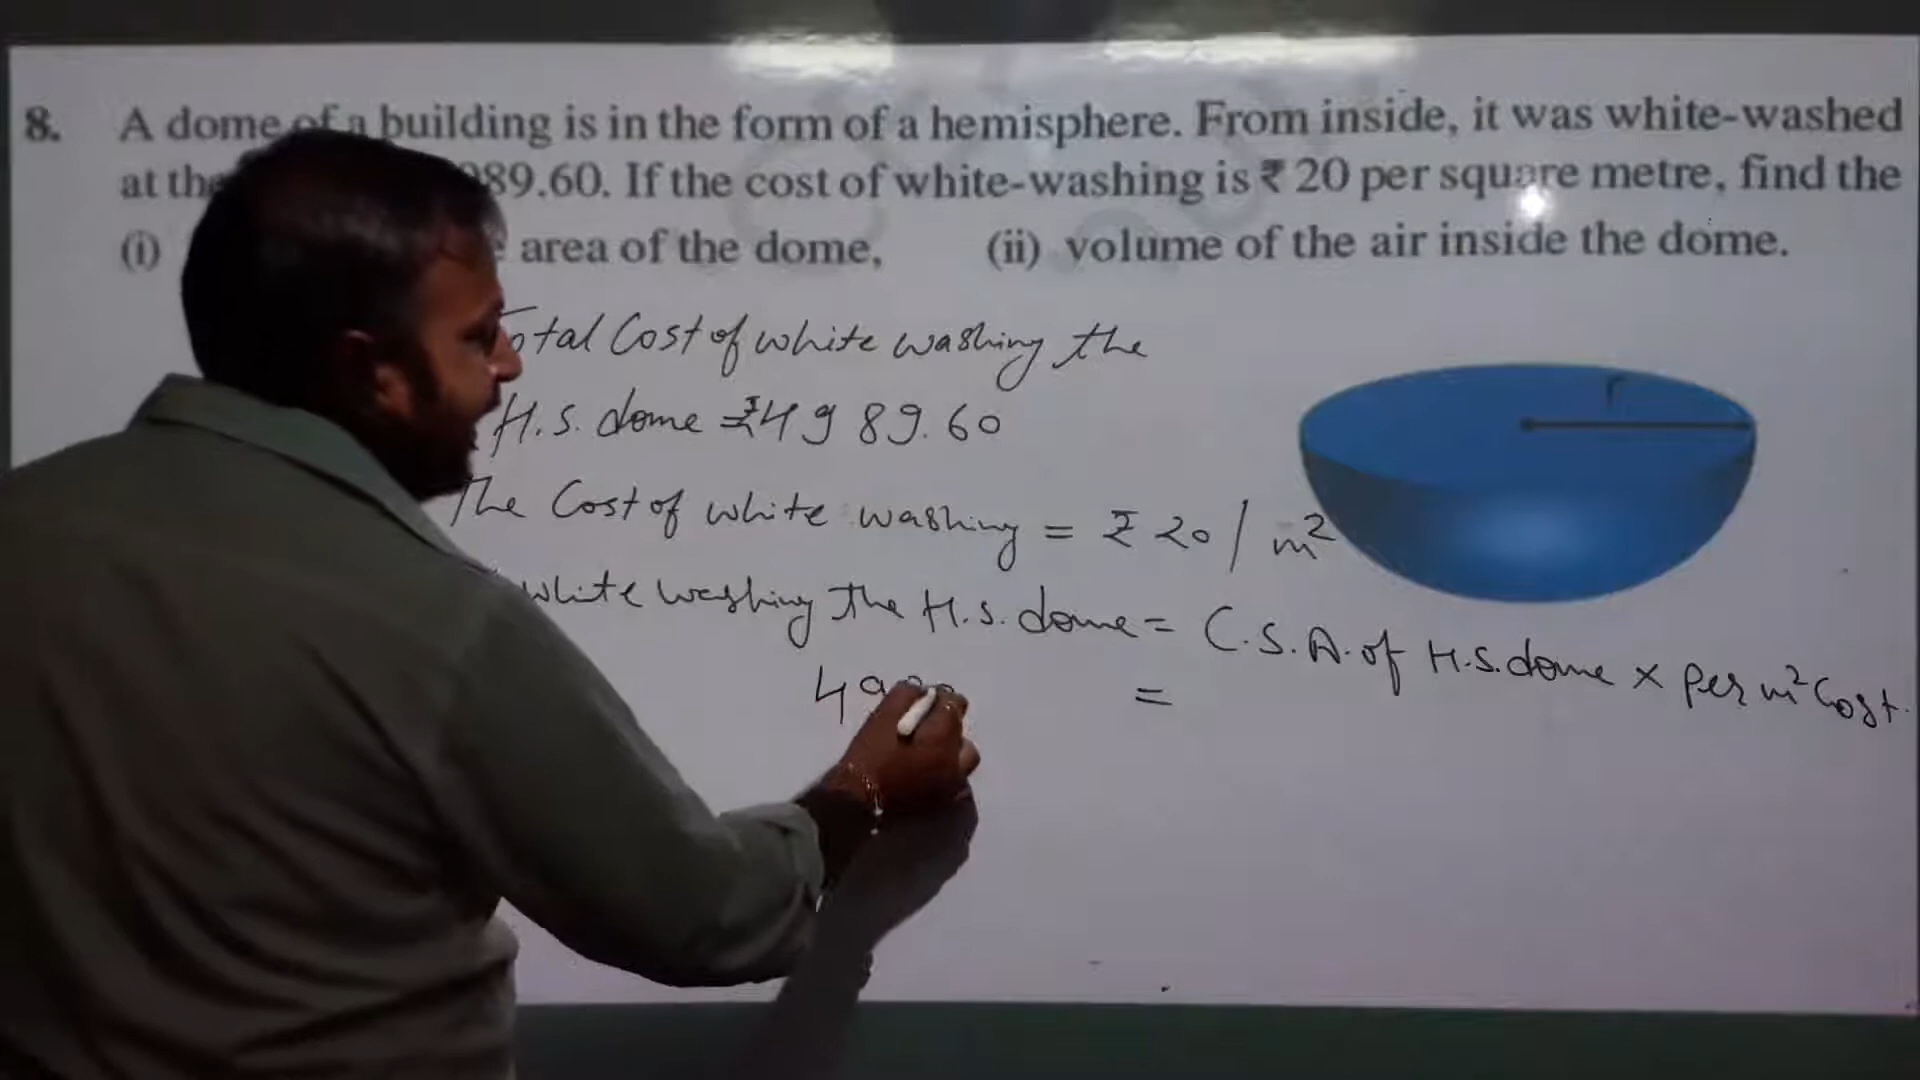 8. A dome of a building is in the form of a hemisphere. From inside, it was white-washed
at the 89.60. If the cost of white-washing is ₹ 20 per square metre, find the
(i) area of the dome, (ii) volume of the air inside the dome.
Total Cost of white washing the
H.S. dome ₹4989.60
r
The Cost of white washing = ₹ 20 / m²
white washing the H.S. dome = C.S.A. of H.S. dome × Per m² Cost.
49 =